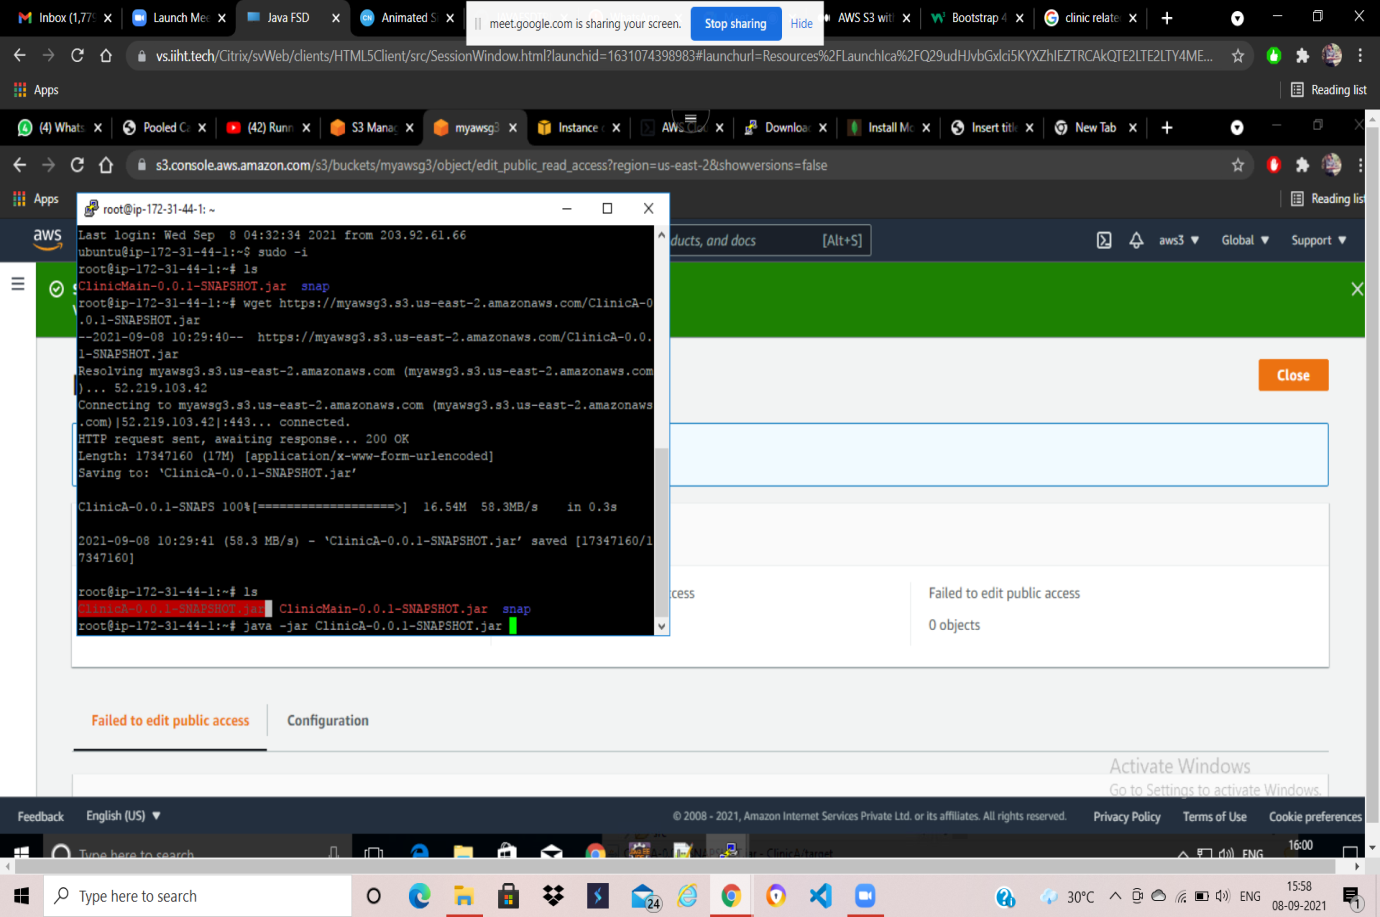 Inbox (1,779
Launch Mee
Java FSD
Animated S
meet.google.com is sharing your screen.
Stop sharing
Hide
AWS S3 with
Bootstrap 4
clinic relate
vs.iiht.tech/Citrix/svWeb/clients/HTML5Client/src/SessionWindow.html?launchid=1631074398983#launchurl=Resources%2FLaunchIca%2FQ29udHJvbGxlci5KYXZhIEZTRCAkQTE2LTE2LTY4ME...
Apps
Reading list
(4) Whats
Pooled Ca
(42) Runn
S3 Manag
myawsg3
Instance
AWS Clou
Downloa
Install Mo
Insert title
New Tab
s3.console.aws.amazon.com/s3/buckets/myawsg3/object/edit_public_read_access?region=us-east-2&showversions=false
Apps
Reading list
root@ip-172-31-44-1: ~
aws
ducts, and docs
[Alt+S]
aws3
Global
Support
Last login: Wed Sep  8 04:32:34 2021 from 203.92.61.66
ubuntu@ip-172-31-44-1:~$ sudo -i
root@ip-172-31-44-1:~# ls
ClinicMain-0.0.1-SNAPSHOT.jar  snap
root@ip-172-31-44-1:~# wget https://myawsg3.s3.us-east-2.amazonaws.com/ClinicA-0
.0.1-SNAPSHOT.jar
--2021-09-08 10:29:40--  https://myawsg3.s3.us-east-2.amazonaws.com/ClinicA-0.0.
1-SNAPSHOT.jar
Resolving myawsg3.s3.us-east-2.amazonaws.com (myawsg3.s3.us-east-2.amazonaws.com
)... 52.219.103.42
Connecting to myawsg3.s3.us-east-2.amazonaws.com (myawsg3.s3.us-east-2.amazonaws
.com)|52.219.103.42|:443... connected.
HTTP request sent, awaiting response... 200 OK
Length: 17347160 (17M) [application/x-www-form-urlencoded]
Saving to: ‘ClinicA-0.0.1-SNAPSHOT.jar’
ClinicA-0.0.1-SNAPS 100%[===================>]  16.54M  58.3MB/s    in 0.3s
2021-09-08 10:29:41 (58.3 MB/s) - ‘ClinicA-0.0.1-SNAPSHOT.jar’ saved [17347160/1
7347160]
root@ip-172-31-44-1:~# ls
ClinicA-0.0.1-SNAPSHOT.jar  ClinicMain-0.0.1-SNAPSHOT.jar  snap
root@ip-172-31-44-1:~# java -jar ClinicA-0.0.1-SNAPSHOT.jar
Close
ccess
Failed to edit public access
0 objects
Failed to edit public access
Configuration
Activate Windows
Go to Settings to activate Windows.
Feedback
English (US)
© 2008 - 2021, Amazon Internet Services Private Ltd. or its affiliates. All rights reserved.
Privacy Policy
Terms of Use
Cookie preferences
Type here to search
ClinicA/target
ENG
16:00
Type here to search
24
30°C
ENG
15:58
08-09-2021
1